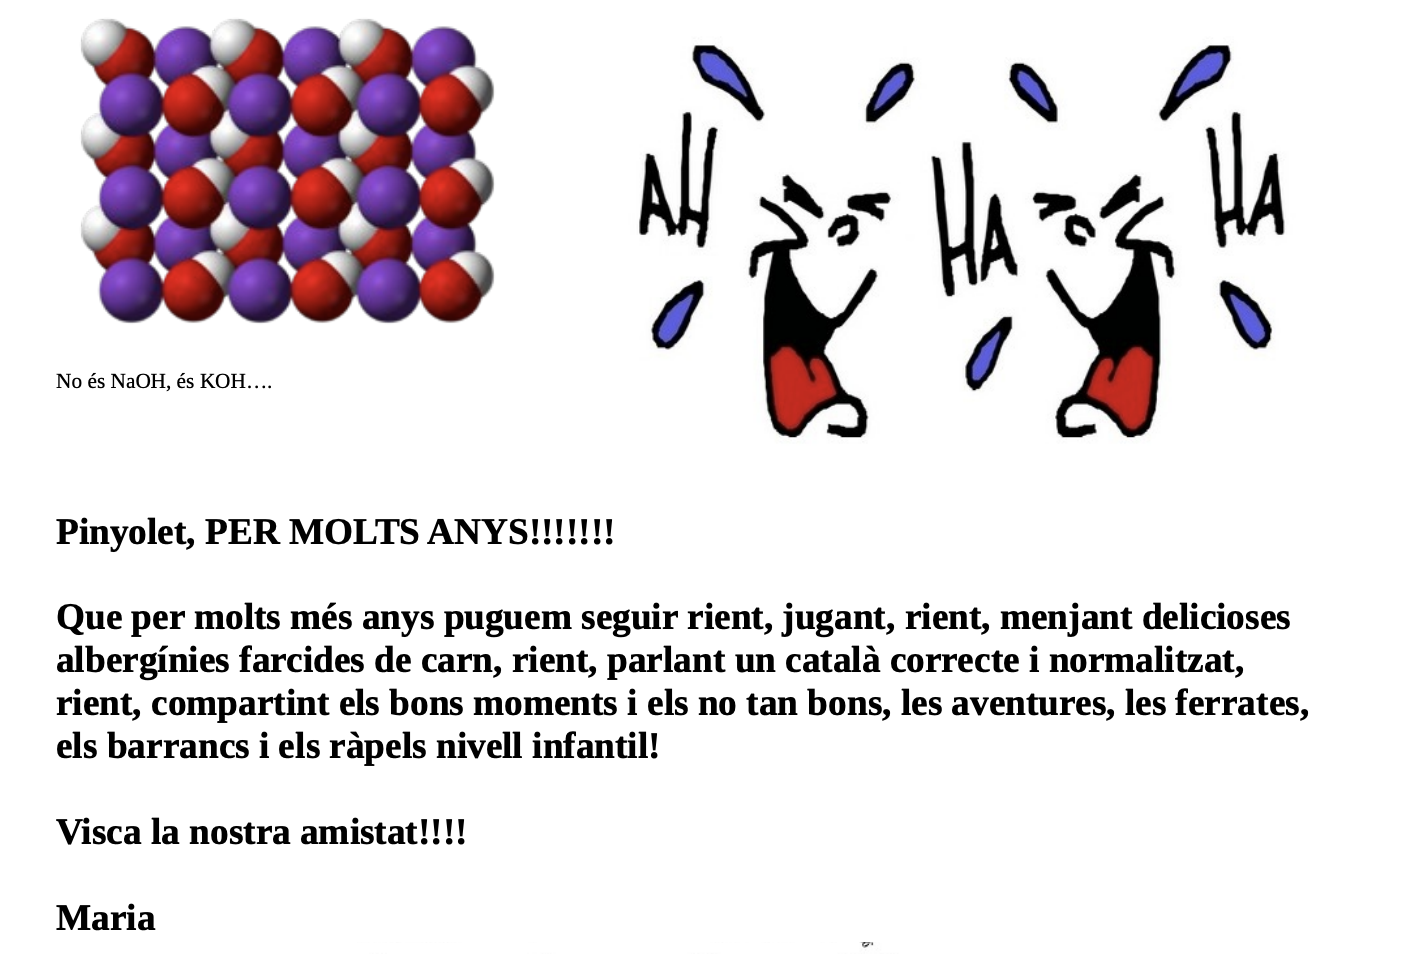 AH
HA
HA
No és NaOH, és KOH….
Pinyolet, PER MOLTS ANYS!!!!!!!
Que per molts més anys puguem seguir rient, jugant, rient, menjant delicioses
albergínies farcides de carn, rient, parlant un català correcte i normalitzat,
rient, compartint els bons moments i els no tan bons, les aventures, les ferrates,
els barrancs i els ràpels nivell infantil!
Visca la nostra amistat!!!!
Maria